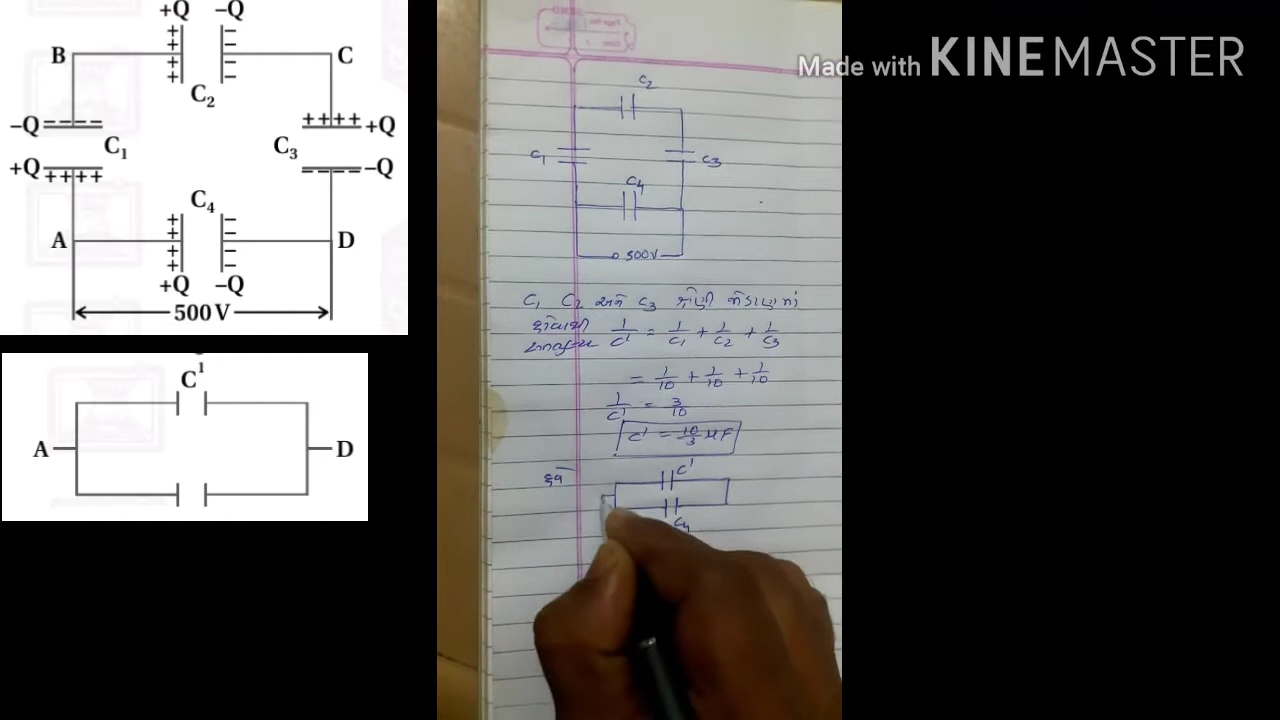 +Q -Q
B C
C₂
-Q +Q
C₁ C₃
+Q -Q
C₄
A D
+Q -Q
500 V
C¹
A D
Made with KINEMASTER
C₂
C₁ C₃
C₄
500V
C₁ C₂ અને C₃ શ્રેણી જોડાણમાં
હોવાથી 1/C' = 1/C₁ + 1/C₂ + 1/C₃
= 1/10 + 1/10 + 1/10
1/C' = 3/10
C' = 10/3 μF
હવે
C'
C₄